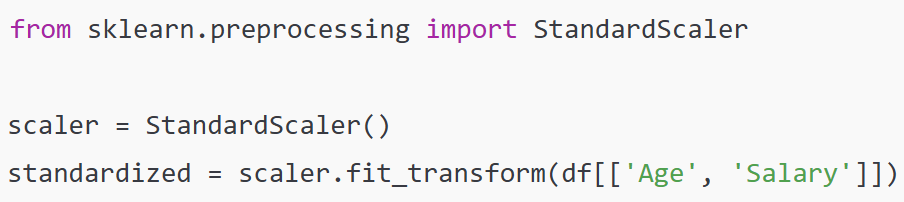 from sklearn.preprocessing import StandardScaler
scaler = StandardScaler()
standardized = scaler.fit_transform(df[['Age', 'Salary']])